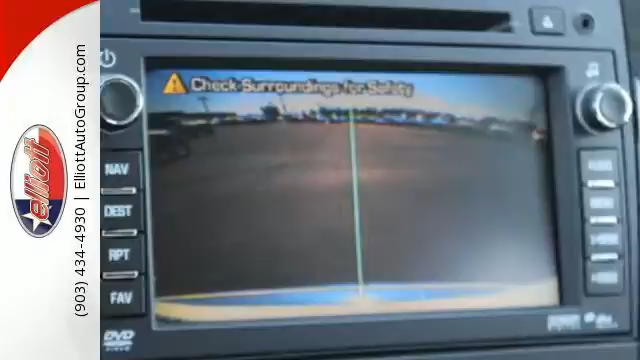 Check Surroundings for Safety
NAV
DEST
RPT
FAV
DVD
elliott
(903) 434-4930 | ElliottAutoGroup.com